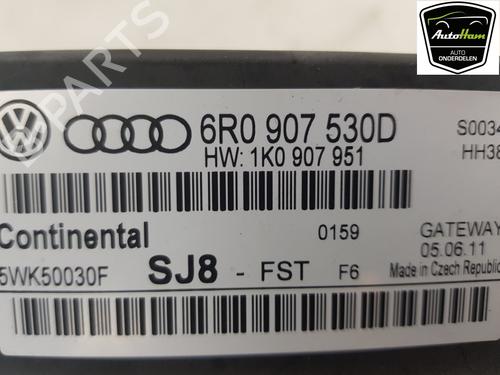 AutoHam
AUTO
ONDERDELEN
PARTS
6R0 907 530D
S0034
HW: 1K0 907 951
HH38
Continental
0159
GATEWAY
5WK50030F
SJ8 - FST F6
05.06.11
Made in Czech Republic